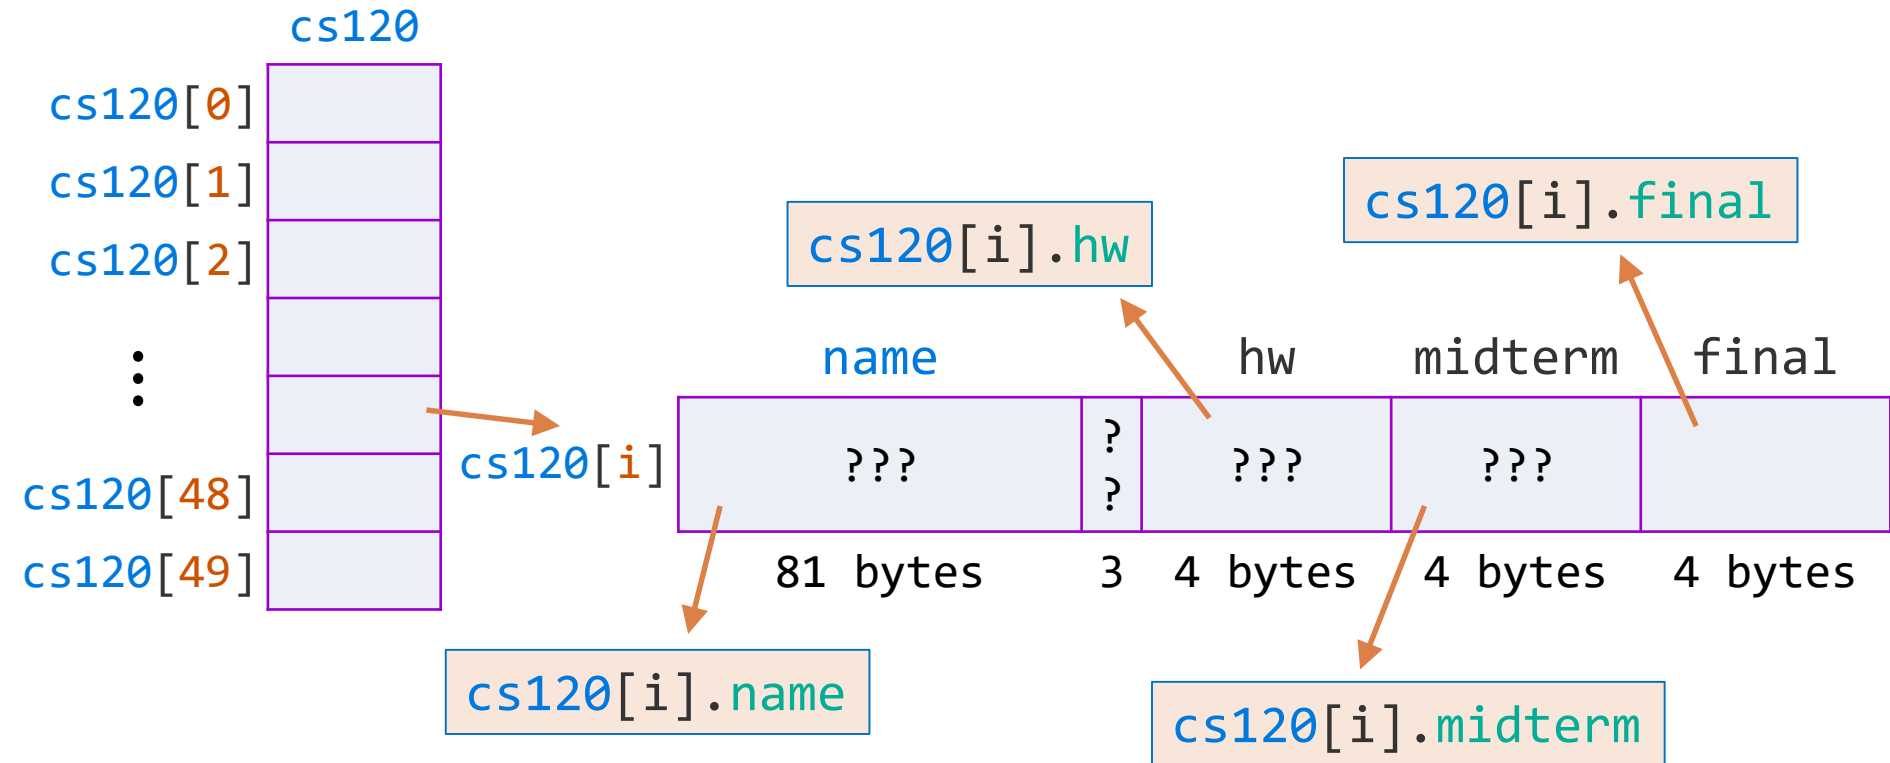 cs120
cs120[0]
cs120[1]
cs120[2]
cs120[48]
cs120[49]
cs120[i].hw
cs120[i].final
name hw midterm final
cs120[i]
??? ? ? ??? ???
81 bytes 3 4 bytes 4 bytes 4 bytes
cs120[i].name
cs120[i].midterm